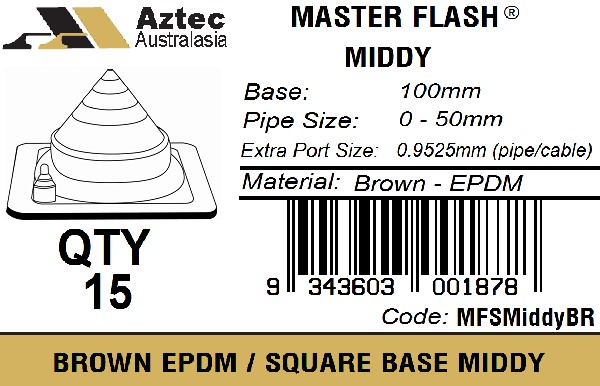 Aztec
Australasia
MASTER FLASH®
MIDDY
Base: 100mm
Pipe Size: 0 - 50mm
Extra Port Size: 0.9525mm (pipe/cable)
Material: Brown - EPDM
QTY
15
9 343603 001878
Code: MFSMiddyBR
BROWN EPDM / SQUARE BASE MIDDY